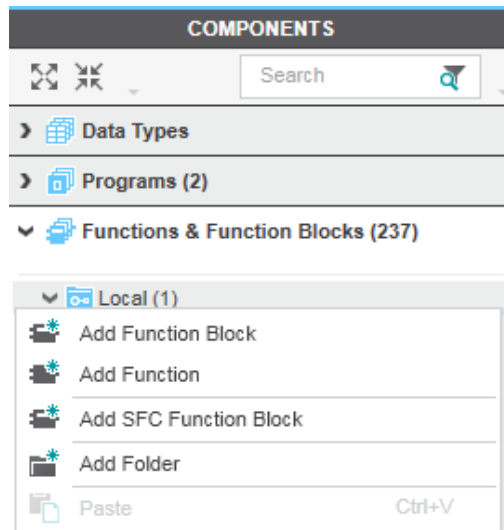 COMPONENTS
Search
Data Types
Programs (2)
Functions & Function Blocks (237)
Local (1)
Add Function Block
Add Function
Add SFC Function Block
Add Folder
Paste Ctrl+V